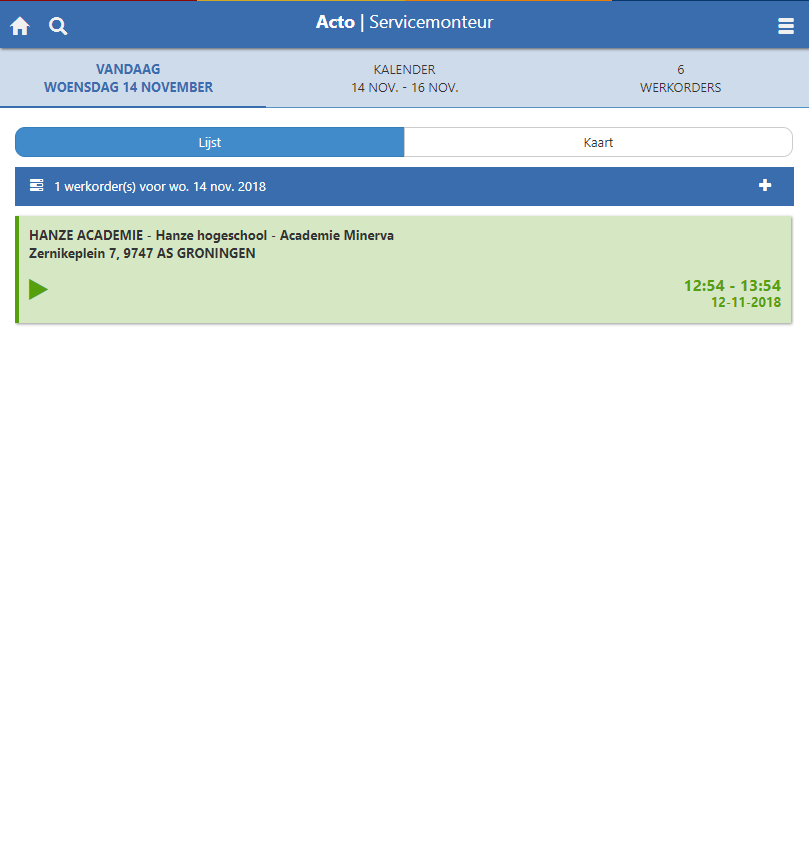 Acto | Servicemonteur
VANDAAG
WOENSDAG 14 NOVEMBER
KALENDER
14 NOV. - 16 NOV.
6
WERKORDERS
Lijst
Kaart
1 werkorder(s) voor wo. 14 nov. 2018
HANZE ACADEMIE - Hanze hogeschool - Academie Minerva
Zernikeplein 7, 9747 AS GRONINGEN
12:54 - 13:54
12-11-2018